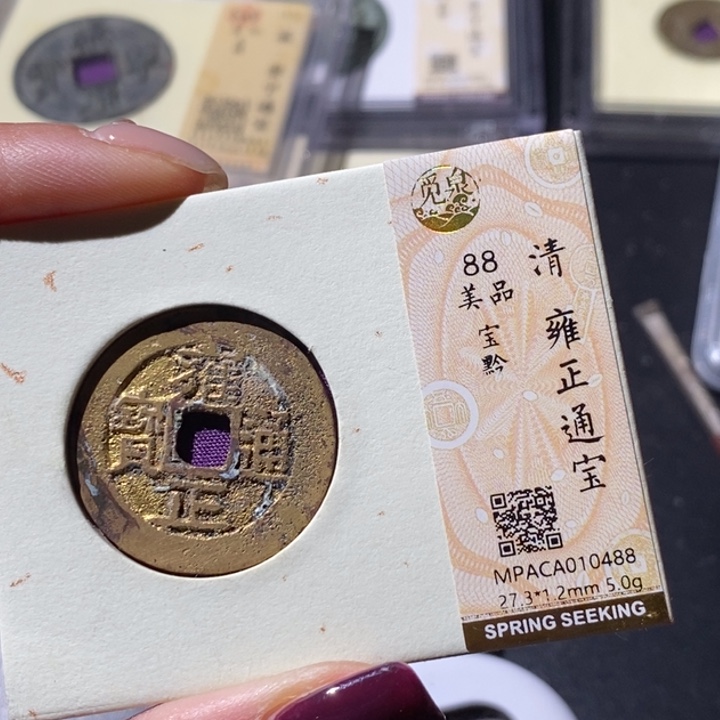 觅泉
清 雍正通宝
88
美品
宝黔
MPACA010488
27.3*1.2mm 5.0g
SPRING SEEKING
雍正通寶